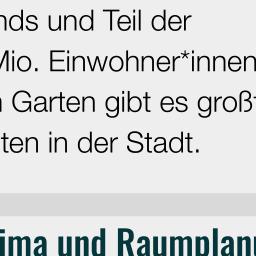 nds und Teil der
Mio. Einwohner*innen
Garten gibt es groß
ten in der Stadt.
ima und Raumplan